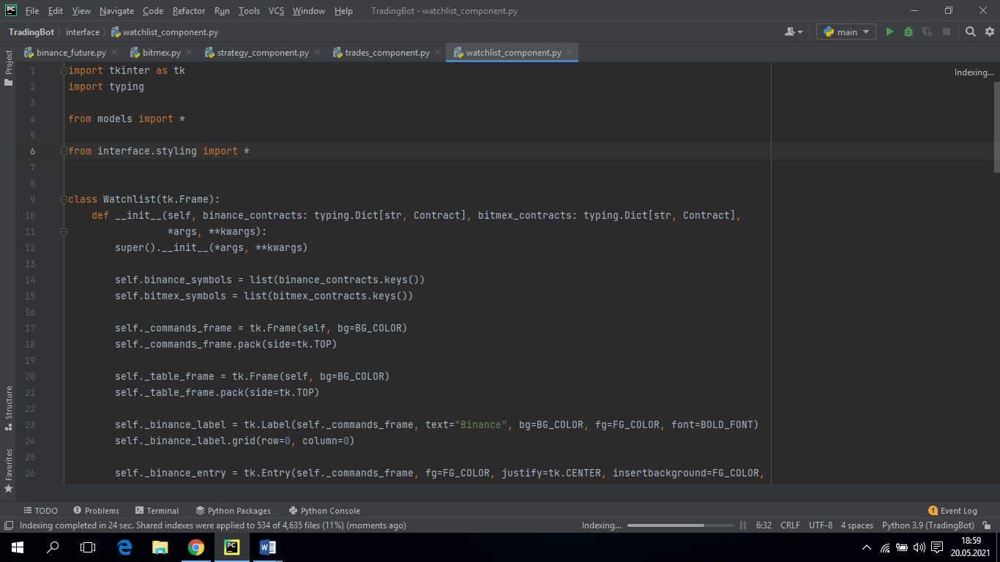 PC File Edit View Navigate Code Refactor Run Tools VCS Window Help TradingBot - watchlist_component.py
TradingBot interface watchlist_component.py main
binance_future.py bitmex.py strategy_component.py trades_component.py watchlist_component.py
Project
Indexing...
1 import tkinter as tk
2 import typing
3
4 from models import *
5
6 from interface.styling import *
7
8
9 class Watchlist(tk.Frame):
10 def __init__(self, binance_contracts: typing.Dict[str, Contract], bitmex_contracts: typing.Dict[str, Contract],
11 *args, **kwargs):
12 super().__init__(*args, **kwargs)
13
14 self.binance_symbols = list(binance_contracts.keys())
15 self.bitmex_symbols = list(bitmex_contracts.keys())
16
17 self._commands_frame = tk.Frame(self, bg=BG_COLOR)
18 self._commands_frame.pack(side=tk.TOP)
19
20 self._table_frame = tk.Frame(self, bg=BG_COLOR)
21 self._table_frame.pack(side=tk.TOP)
22
23 self._binance_label = tk.Label(self._commands_frame, text="Binance", bg=BG_COLOR, fg=FG_COLOR, font=BOLD_FONT)
24 self._binance_label.grid(row=0, column=0)
25
26 self._binance_entry = tk.Entry(self._commands_frame, fg=FG_COLOR, justify=tk.CENTER, insertbackground=FG_COLOR,
Structure
Favorites
TODO Problems Terminal Python Packages Python Console 1 Event Log
Indexing completed in 24 sec. Shared indexes were applied to 534 of 4,635 files (11%) (moments ago) Indexing... 6:32 CRLF UTF-8 4 spaces Python 3.9 (TradingBot)
PC W 18:59
20.05.2021